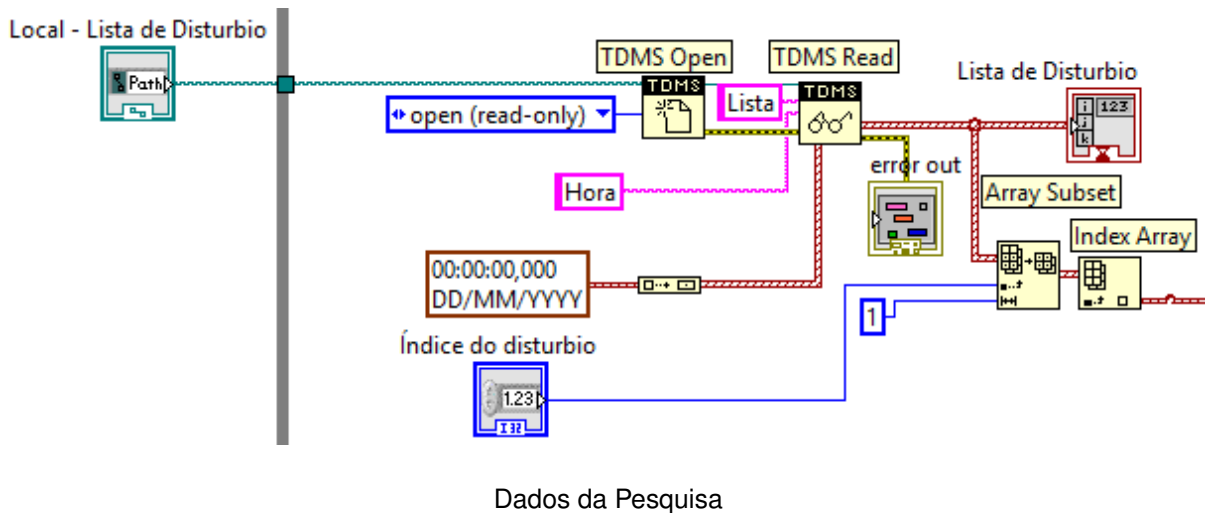 Local - Lista de Disturbio
Path
TDMS Open
TDMS Read
Lista de Disturbio
TDMS
TDMS
Lista
open (read-only)
i
j
k
123
Hora
error out
Array Subset
Index Array
00:00:00,000
DD/MM/YYYY
1
Índice do disturbio
1.23
I32
Dados da Pesquisa